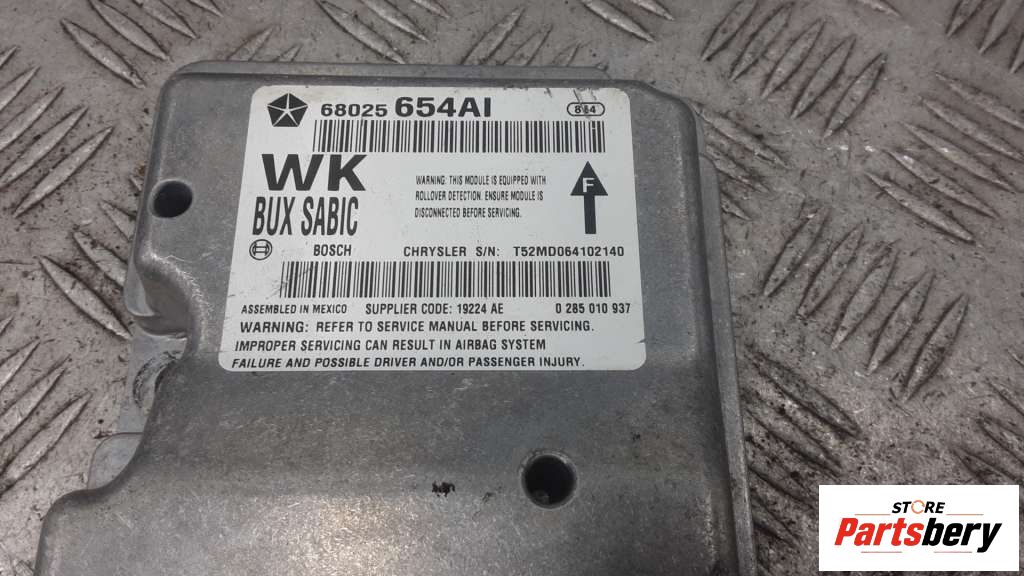 68025 654AI 864
WK
BUX SABIC
WARNING: THIS MODULE IS EQUIPPED WITH
ROLLOVER DETECTION. ENSURE MODULE IS
DISCONNECTED BEFORE SERVICING.
F
BOSCH CHRYSLER S/N: T52MD064102140
ASSEMBLED IN MEXICO SUPPLIER CODE: 19224 AE 0 285 010 937
WARNING: REFER TO SERVICE MANUAL BEFORE SERVICING.
IMPROPER SERVICING CAN RESULT IN AIRBAG SYSTEM
FAILURE AND POSSIBLE DRIVER AND/OR PASSENGER INJURY.
STORE
Partsbery